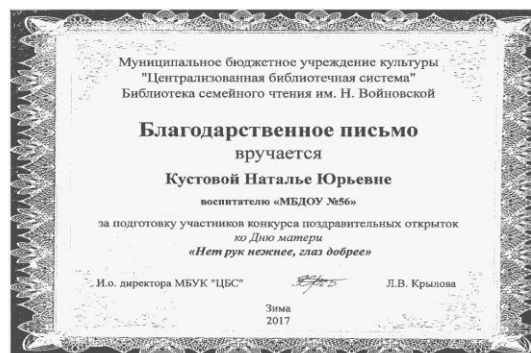 Муниципальное бюджетное учреждение культуры
"Централизованная библиотечная система"
Библиотека семейного чтения им. Н. Войновской
Благодарственное письмо
вручается
Кустовой Наталье Юрьевне
воспитателю «МБДОУ №56»
за подготовку участников конкурса поздравительных открыток
ко Дню матери
«Нет рук нежнее, глаз добрее»
И.о. директора МБУК "ЦБС" Л.В. Крылова
Зима
2017